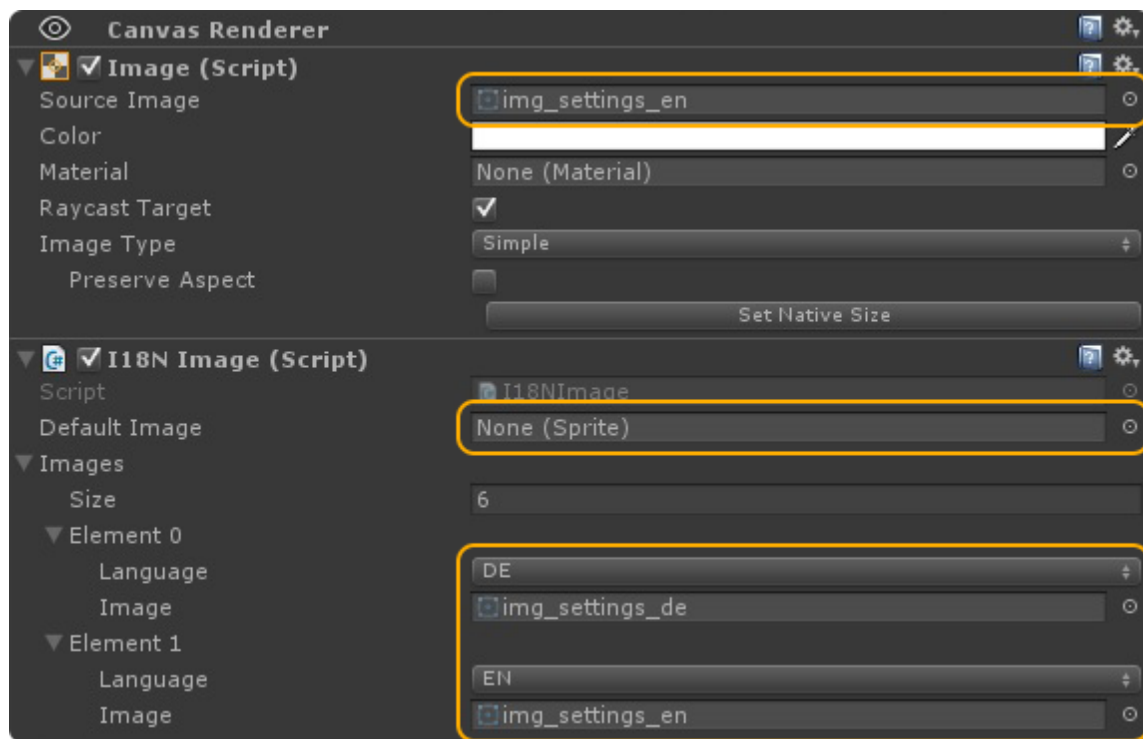 Canvas Renderer
Image (Script)
Source Image img_settings_en
Color
Material None (Material)
Raycast Target
Image Type Simple
Preserve Aspect
Set Native Size
C# I18N Image (Script)
Script I18NImage
Default Image None (Sprite)
Images
Size 6
Element 0
Language DE
Image img_settings_de
Element 1
Language EN
Image img_settings_en